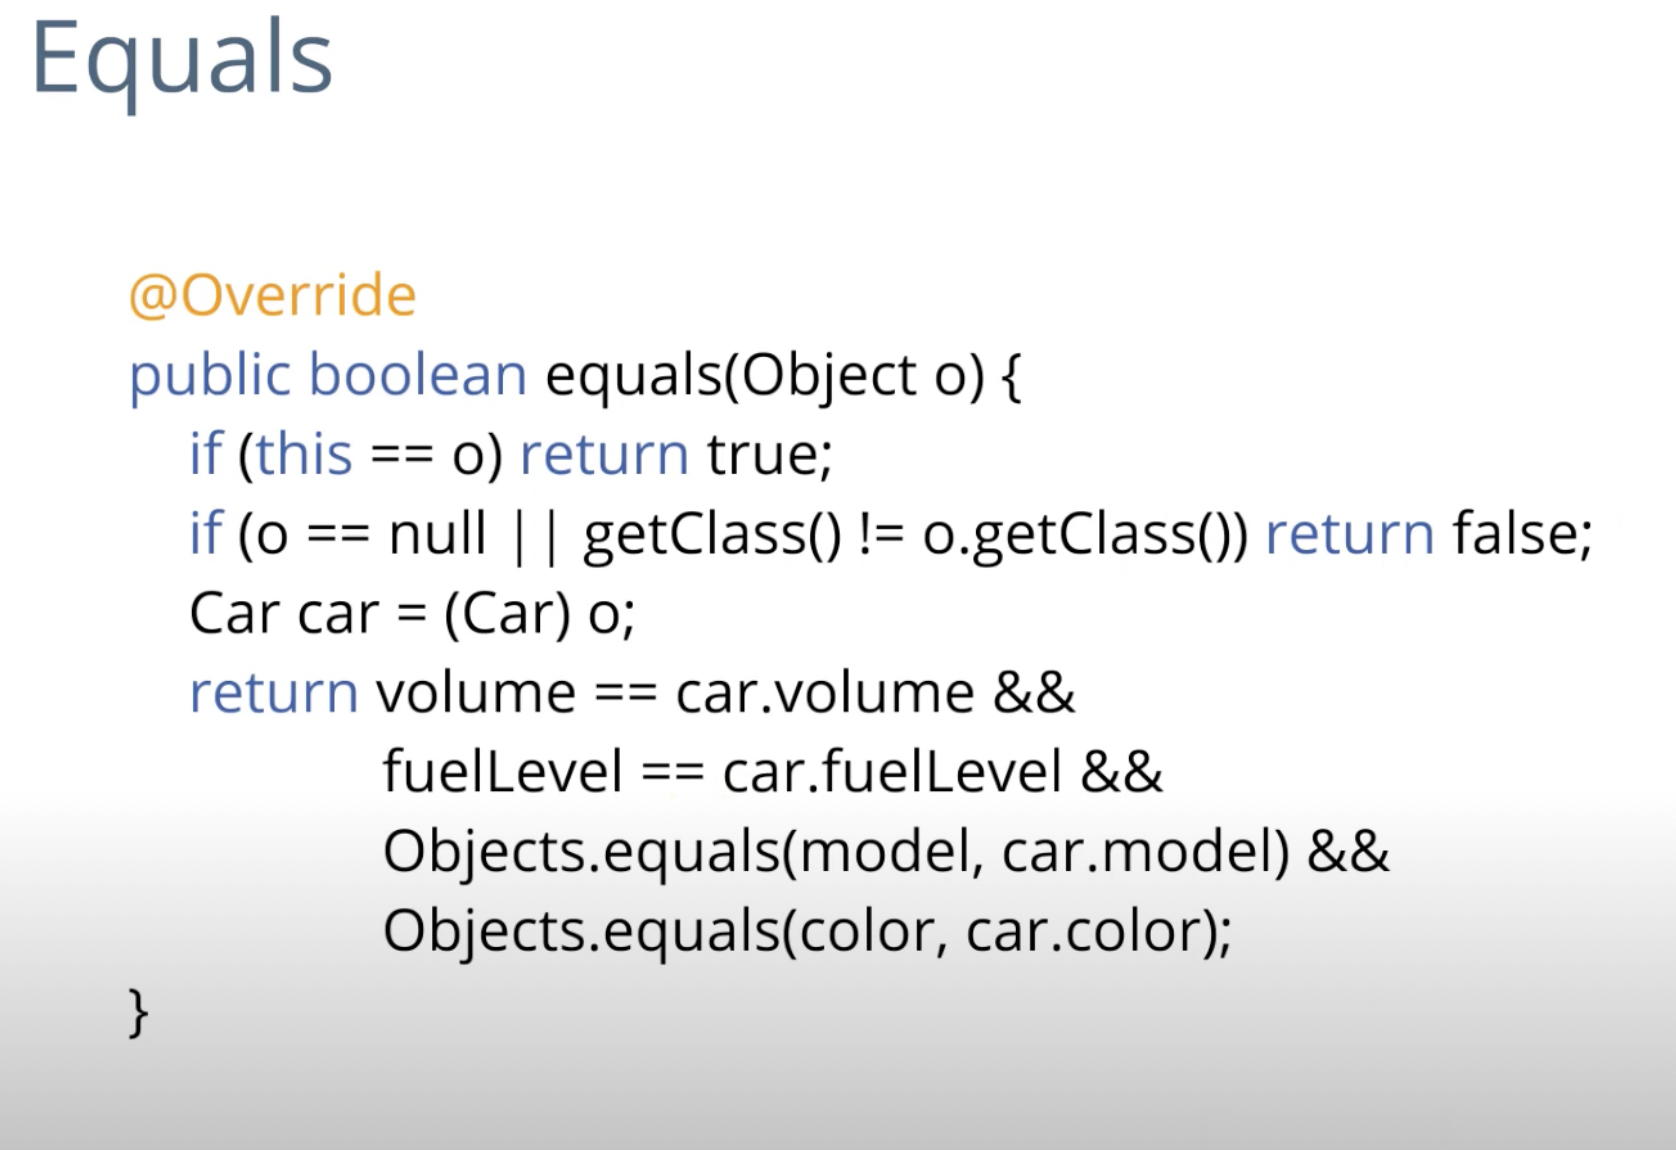 Equals
@Override
public boolean equals(Object o) {
if (this == o) return true;
if (o == null || getClass() != o.getClass()) return false;
Car car = (Car) o;
return volume == car.volume &&
fuelLevel == car.fuelLevel &&
Objects.equals(model, car.model) &&
Objects.equals(color, car.color);
}